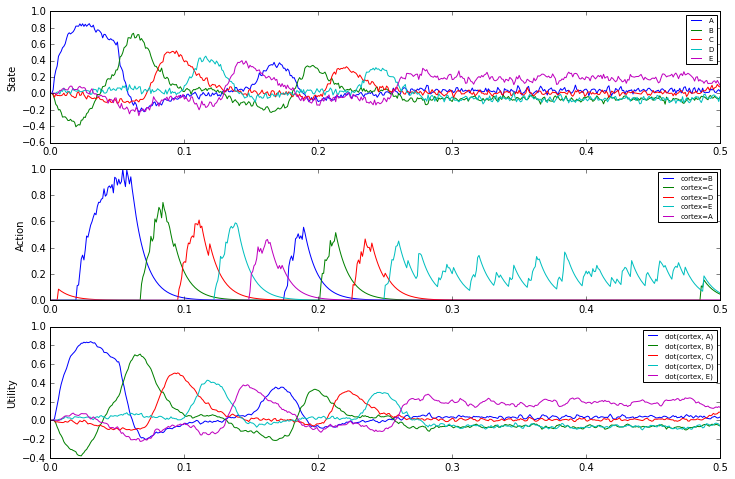 1.0
0.8
0.6
0.4
0.2
0.0
−0.2
−0.4
−0.6
State
A
B
C
D
E
0.0 0.1 0.2 0.3 0.4 0.5
1.0
0.8
0.6
0.4
0.2
0.0
Action
cortex=B
cortex=C
cortex=D
cortex=E
cortex=A
0.0 0.1 0.2 0.3 0.4 0.5
1.0
0.8
0.6
0.4
0.2
0.0
−0.2
−0.4
Utility
dot(cortex, A)
dot(cortex, B)
dot(cortex, C)
dot(cortex, D)
dot(cortex, E)
0.0 0.1 0.2 0.3 0.4 0.5